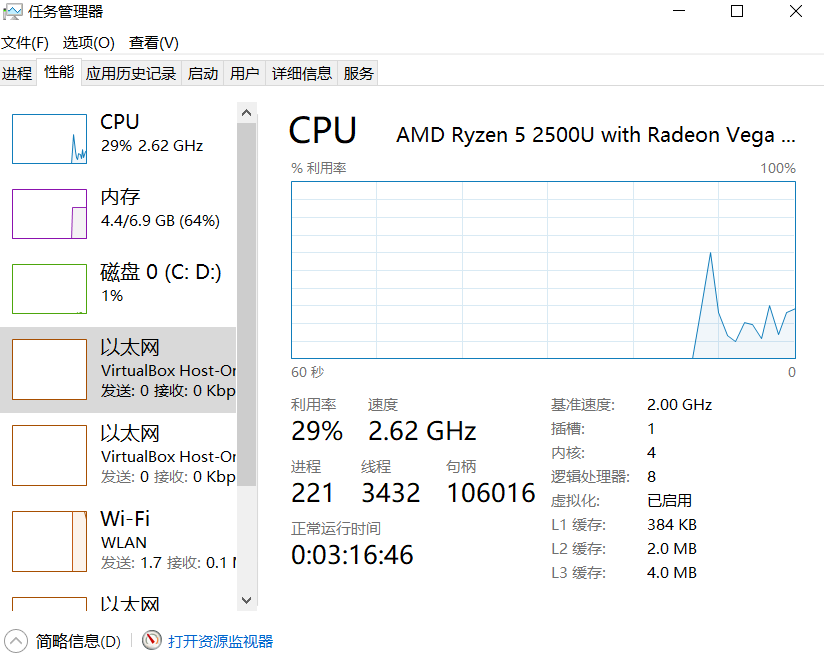 任务管理器
文件(F) 选项(O) 查看(V)
进程 性能 应用历史记录 启动 用户 详细信息 服务
CPU
29% 2.62 GHz
内存
4.4/6.9 GB (64%)
磁盘 0 (C: D:)
1%
以太网
VirtualBox Host-Or
发送: 0 接收: 0 Kbp
以太网
VirtualBox Host-Or
发送: 0 接收: 0 Kbp
Wi-Fi
WLAN
发送: 1.7 接收: 0.1 M
以太网
CPU AMD Ryzen 5 2500U with Radeon Vega ...
% 利用率 100%
60 秒 0
利用率 速度
29% 2.62 GHz
进程 线程 句柄
221 3432 106016
正常运行时间
0:03:16:46
基准速度: 2.00 GHz
插槽: 1
内核: 4
逻辑处理器: 8
虚拟化: 已启用
L1 缓存: 384 KB
L2 缓存: 2.0 MB
L3 缓存: 4.0 MB
简略信息(D) 打开资源监视器